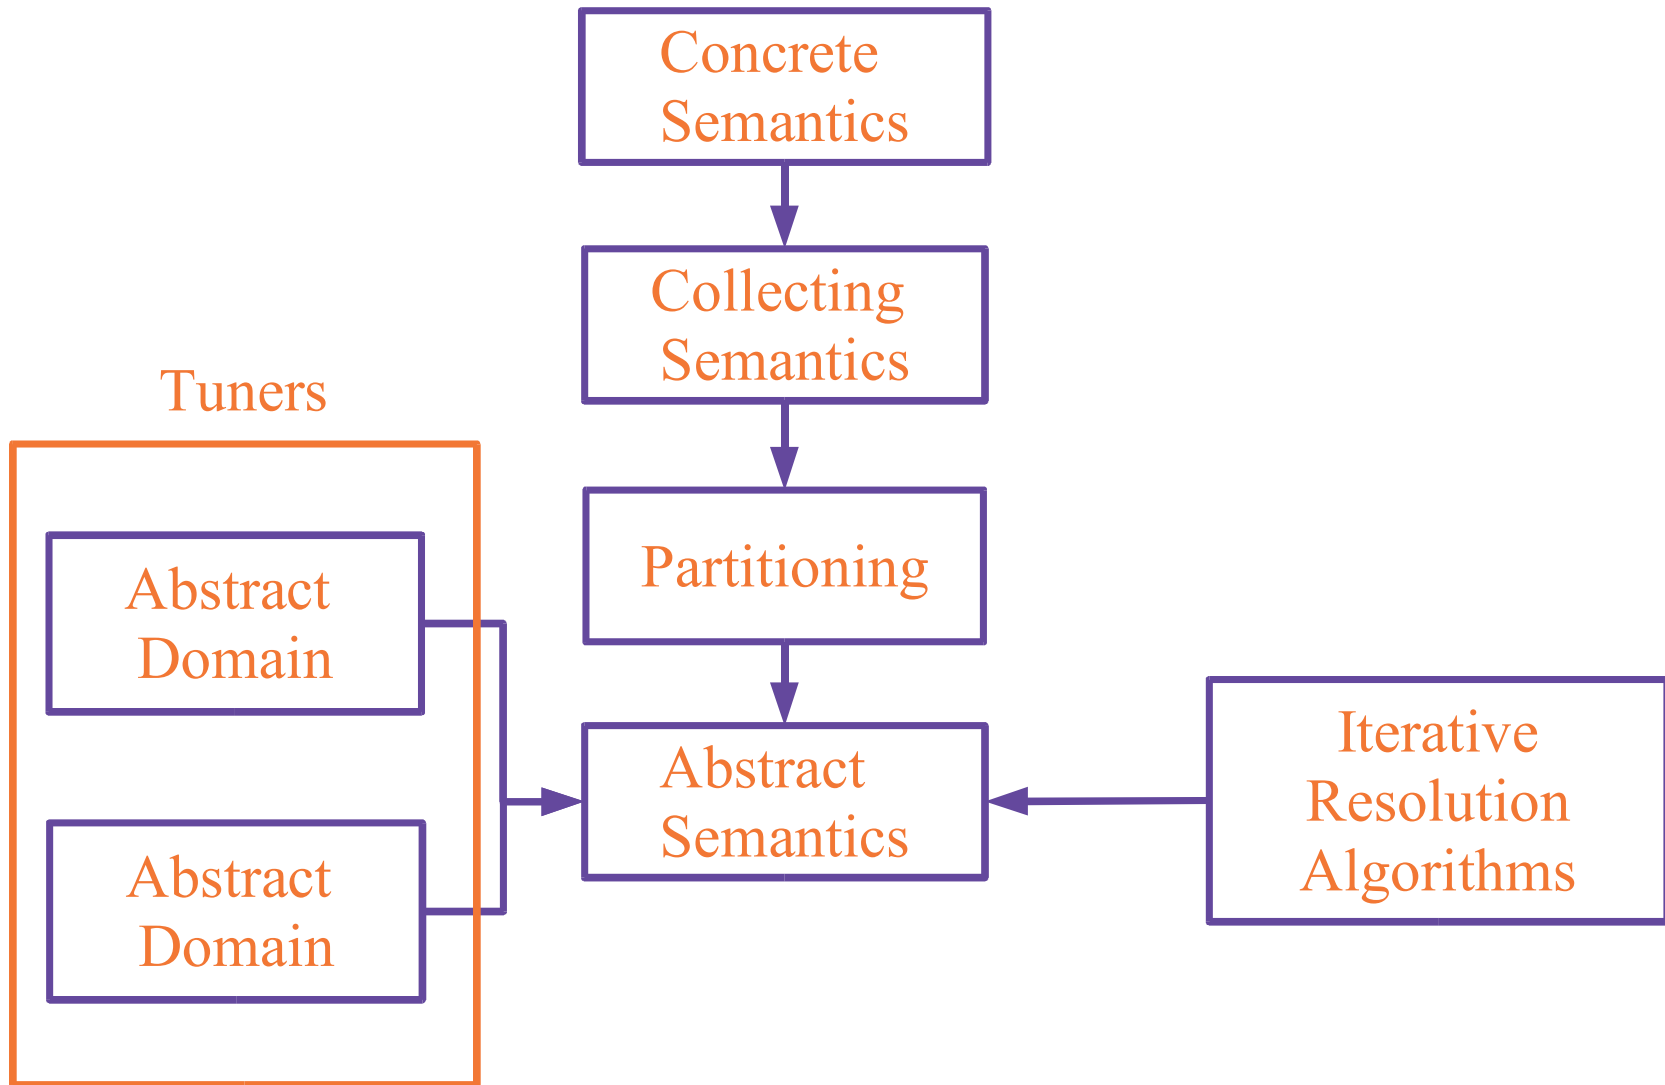 Concrete
Semantics
Collecting
Semantics
Tuners
Partitioning
Abstract
Domain
Abstract
Semantics
Iterative
Resolution
Algorithms
Abstract
Domain